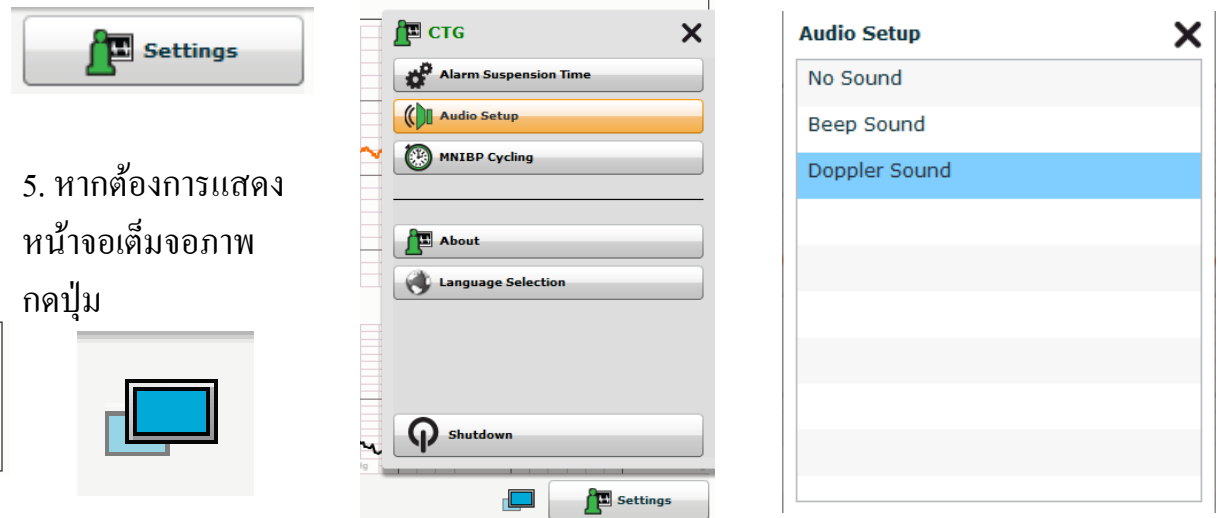 Settings
5. หากต้องการแสดง
หน้าจอเต็มจอภาพ
กดปุ่ม
CTG
Alarm Suspension Time
Audio Setup
MNIBP Cycling
About
Language Selection
Shutdown
Settings
Audio Setup
No Sound
Beep Sound
Doppler Sound